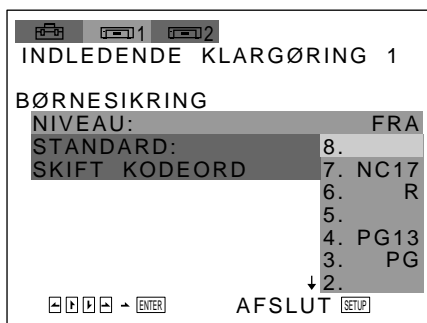 1 2
INDLEDENDE KLARGØRING 1
BØRNESIKRING
NIVEAU: FRA
STANDARD: 8.
SKIFT KODEORD 7. NC17
6. R
5.
4. PG13
3. PG
2.
ENTER AFSLUT SETUP